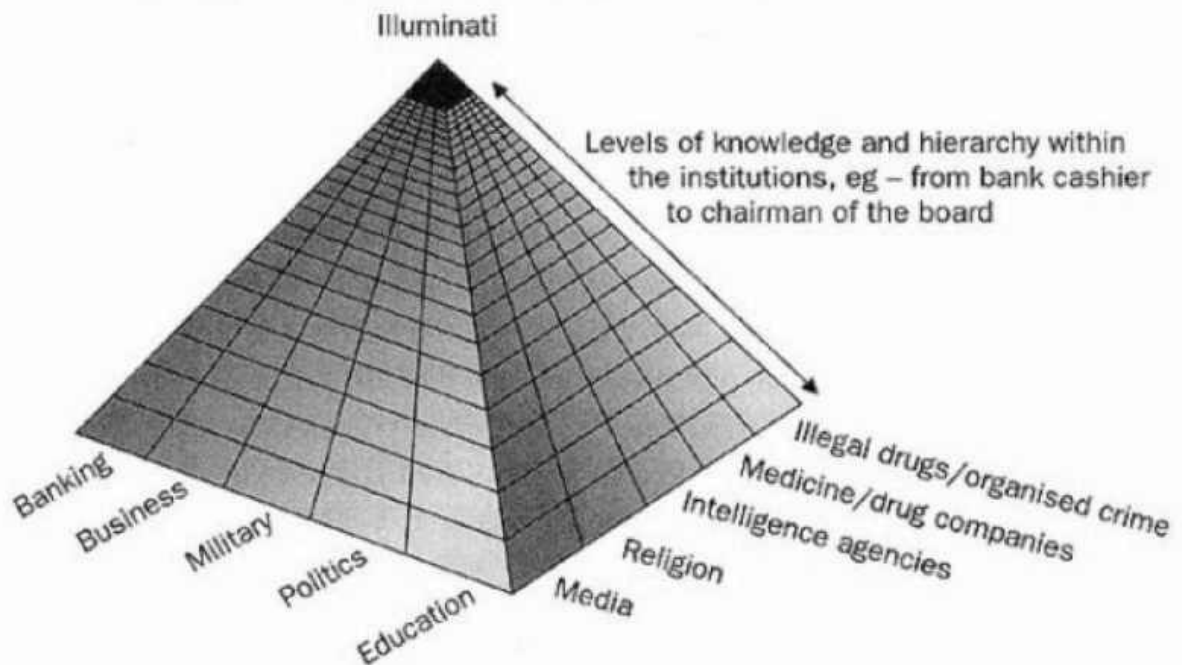 Illuminati
Levels of knowledge and hierarchy within
the institutions, eg – from bank cashier
to chairman of the board
Banking
Business
Military
Politics
Education
Media
Religion
Intelligence agencies
Medicine/drug companies
Illegal drugs/organised crime